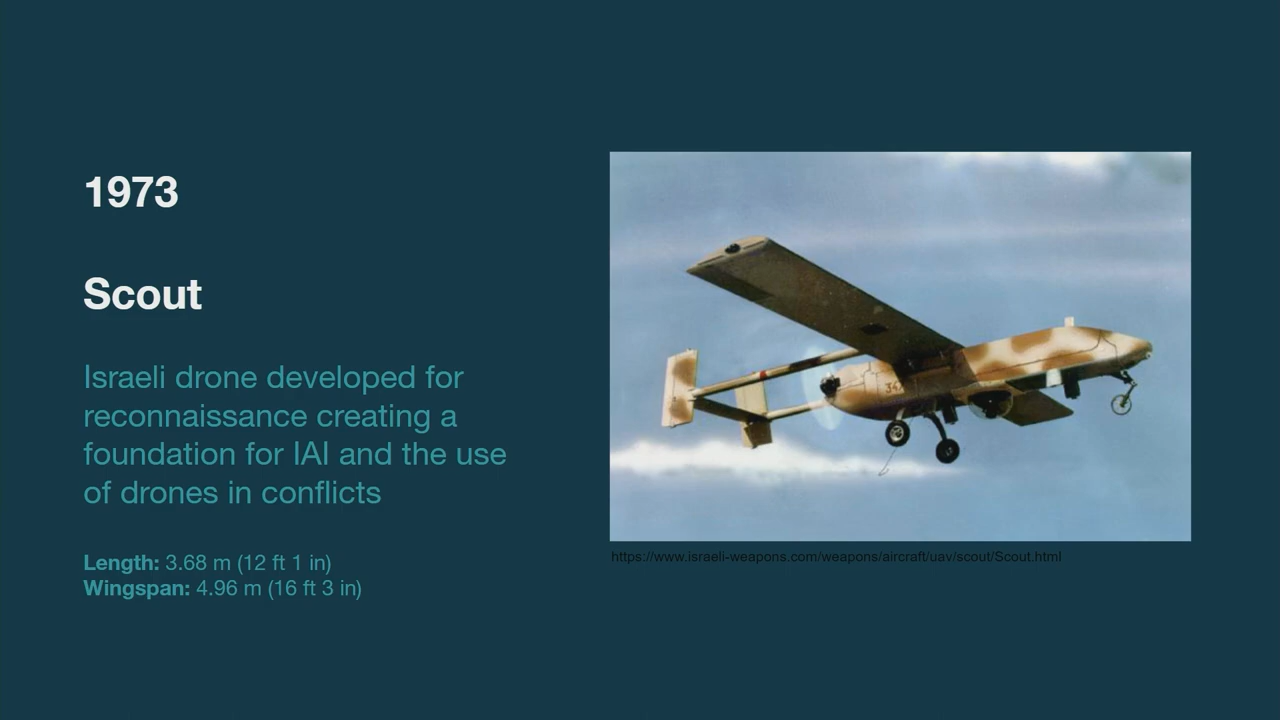 1973
Scout
Israeli drone developed for
reconnaissance creating a
foundation for IAI and the use
of drones in conflicts
Length: 3.68 m (12 ft 1 in)
Wingspan: 4.96 m (16 ft 3 in)
https://www.israeli-weapons.com/weapons/aircraft/uav/scout/Scout.html